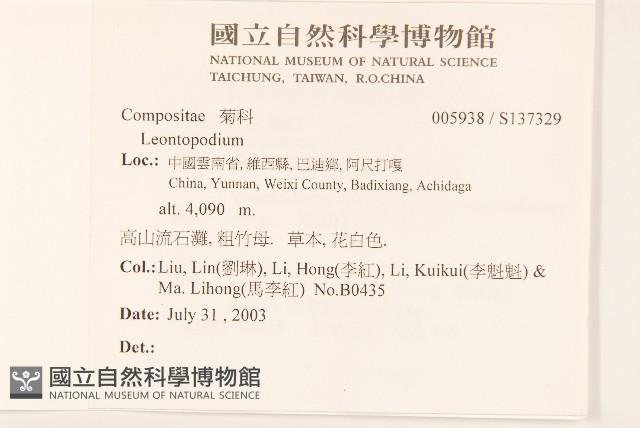 國立自然科學博物館
NATIONAL MUSEUM OF NATURAL SCIENCE
TAICHUNG, TAIWAN, R.O.CHINA
Compositae 菊科 005938 / S137329
Leontopodium
Loc.: 中國雲南省, 維西縣, 巴迪鄉, 阿尺打嘎
China, Yunnan, Weixi County, Badixiang, Achidaga
alt. 4,090 m.
高山流石灘, 粗竹母. 草本, 花白色.
Col.: Liu, Lin(劉琳), Li, Hong(李紅), Li, Kuikui(李魁魁) &
Ma. Lihong(馬李紅) No.B0435
Date: July 31 , 2003
Det.:
國立自然科學博物館
NATIONAL MUSEUM OF NATURAL SCIENCE